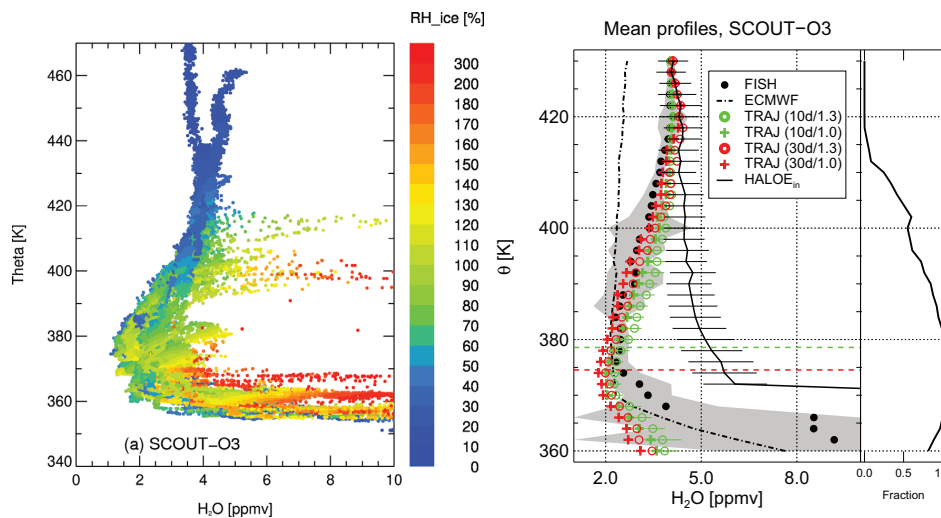 RH_ice [%]
460
440
420
400
380
360
340
Theta [K]
(a) SCOUT−O3
0
2
4
6
8
10
H₂O [ppmv]
300
200
190
180
170
160
150
140
130
120
110
100
90
80
70
60
50
40
30
20
10
0
Mean profiles, SCOUT−O3
420
400
380
360
θ [K]
FISH
ECMWF
TRAJ (10d/1.3)
TRAJ (10d/1.0)
TRAJ (30d/1.3)
TRAJ (30d/1.0)
HALOEin
2.0
5.0
8.0
H₂O [ppmv]
0.0
0.5
Fraction